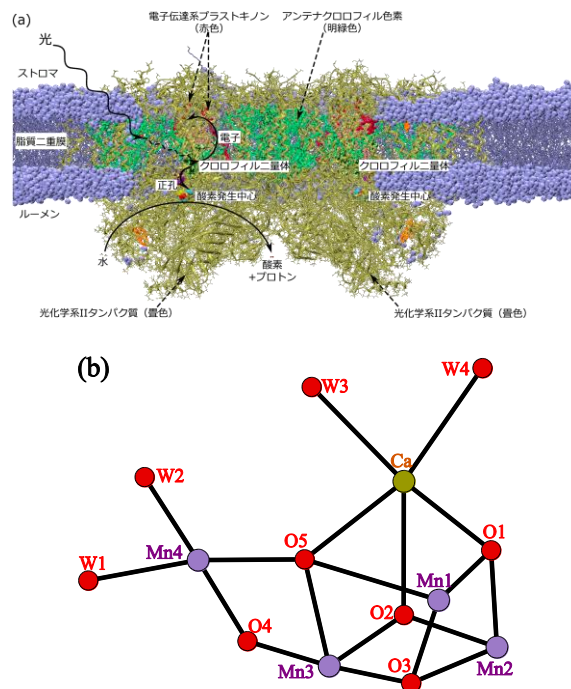 (a)
電子伝達系プラストキノン
(赤色)
アンテナクロロフィル色素
(明緑色)
光
ストロマ
脂質二重膜
電子
クロロフィル二量体
クロロフィル二量体
正孔
酸素発生中心
酸素発生中心
ルーメン
水
酸素
+プロトン
光化学系IIタンパク質(畳色)
光化学系IIタンパク質(畳色)
(b)
W3
W4
Ca
W2
O1
Mn4
O5
W1
Mn1
O2
O4
Mn3
O3
Mn2